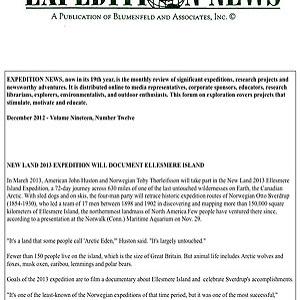 EXPEDITION NEWS
A PUBLICATION OF BLUMENFELD AND ASSOCIATES, INC. ©
EXPEDITION NEWS, now in its 19th year, is the monthly review of significant expeditions, research projects and
newsworthy adventures. It is distributed online to media representatives, corporate sponsors, educators, research
librarians, explorers, environmentalists, and outdoor enthusiasts. This forum on exploration covers projects that
stimulate, motivate and educate.
December 2012 - Volume Nineteen, Number Twelve
NEW LAND 2013 EXPEDITION WILL DOCUMENT ELLESMERE ISLAND
In March 2013, American John Huston and Norwegian Toby Thorleifsson will take part in the New Land 2013 Ellesmere
Island Expedition, a 72-day journey across 630 miles of one of the last untouched wildernesses on Earth, the Canadian
Arctic. With sled dogs and on skis, the four-man party will retrace historic expedition routes of Norwegian Otto Sverdrup
(1854-1930), who led a team of 17 men between 1898 and 1902 in discovering and mapping more than 150,000 square
kilometers of Ellesmere Island, the northernmost landmass of North America Few people have ventured there since,
according to a presentation at the Norwalk (Conn.) Maritime Aquarium on Nov. 29.
"It's a land that some people call 'Arctic Eden,'" Huston said. "It's largely untouched."
Fewer than 150 people live on the island, which is the size of Great Britain. But animal life includes Arctic wolves and
foxes, musk oxen, caribou, lemmings and polar bears.
Goals of the 2013 expedition are to film a documentary about Ellesmere Island and celebrate Sverdrup's accomplishments.
"It's one of the least-known of the Norwegian expeditions of that time period, but it was one of the most successful,"